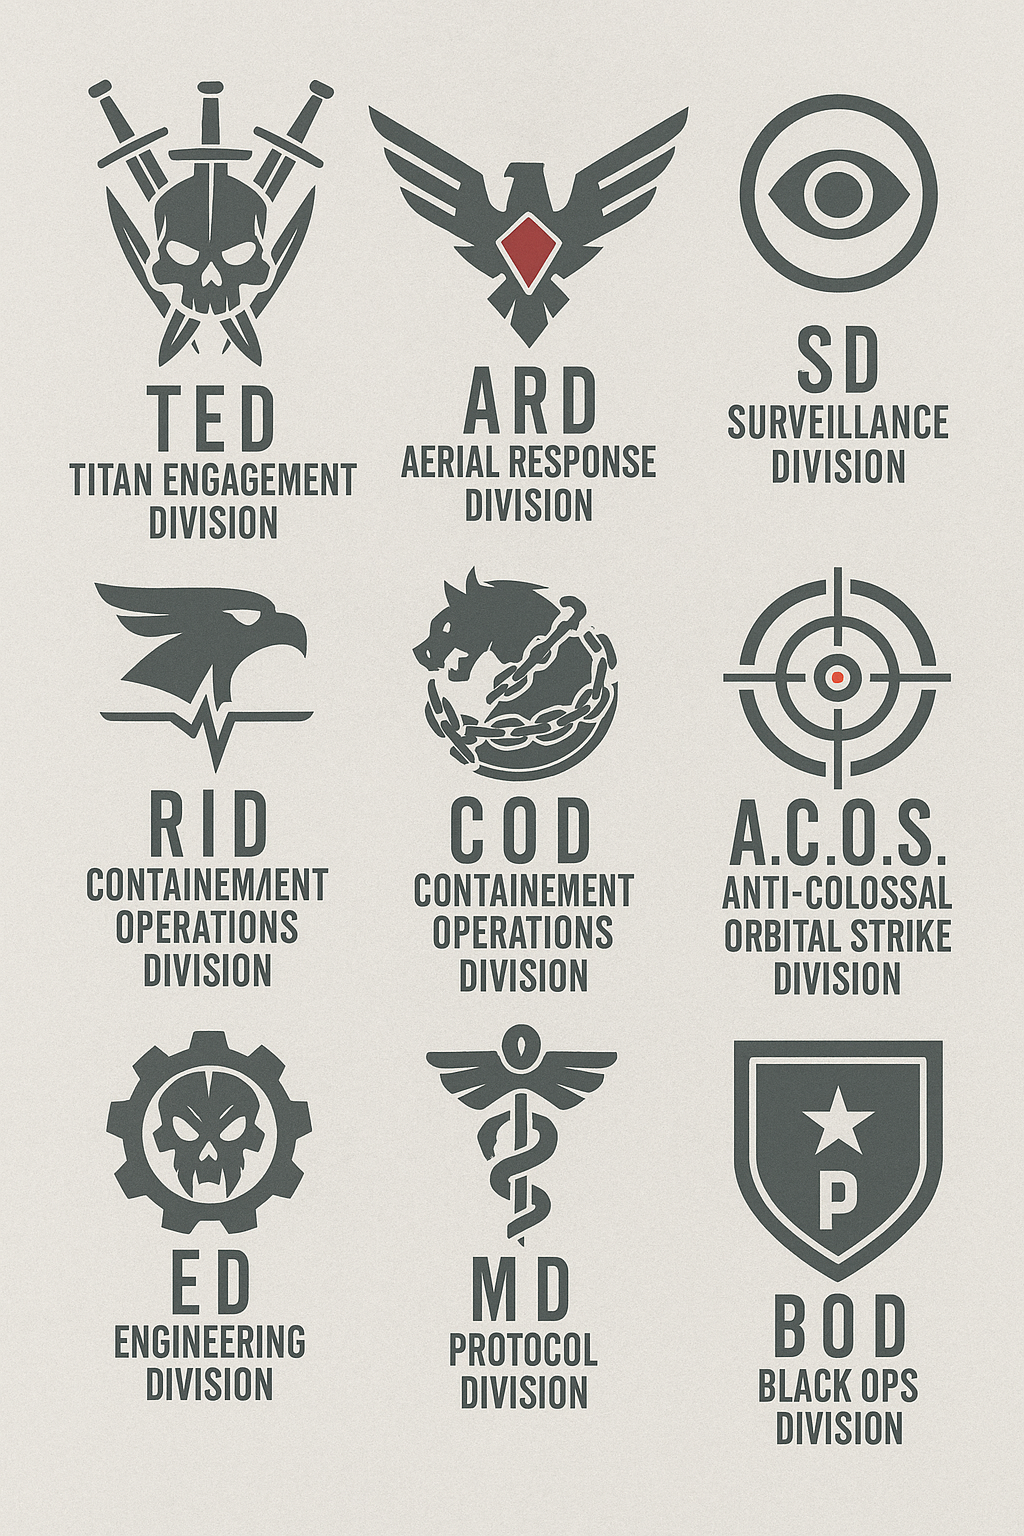 TED
TITAN ENGAGEMENT
DIVISION
ARD
AERIAL RESPONSE
DIVISION
SD
SURVEILLANCE
DIVISION
RID
CONTAINEMENT
OPERATIONS
DIVISION
COD
CONTAINEMENT
OPERATIONS
DIVISION
A.C.O.S.
ANTI-COLOSSAL
ORBITAL STRIKE
DIVISION
ED
ENGINEERING
DIVISION
MD
PROTOCOL
DIVISION
P
BOD
BLACK OPS
DIVISION